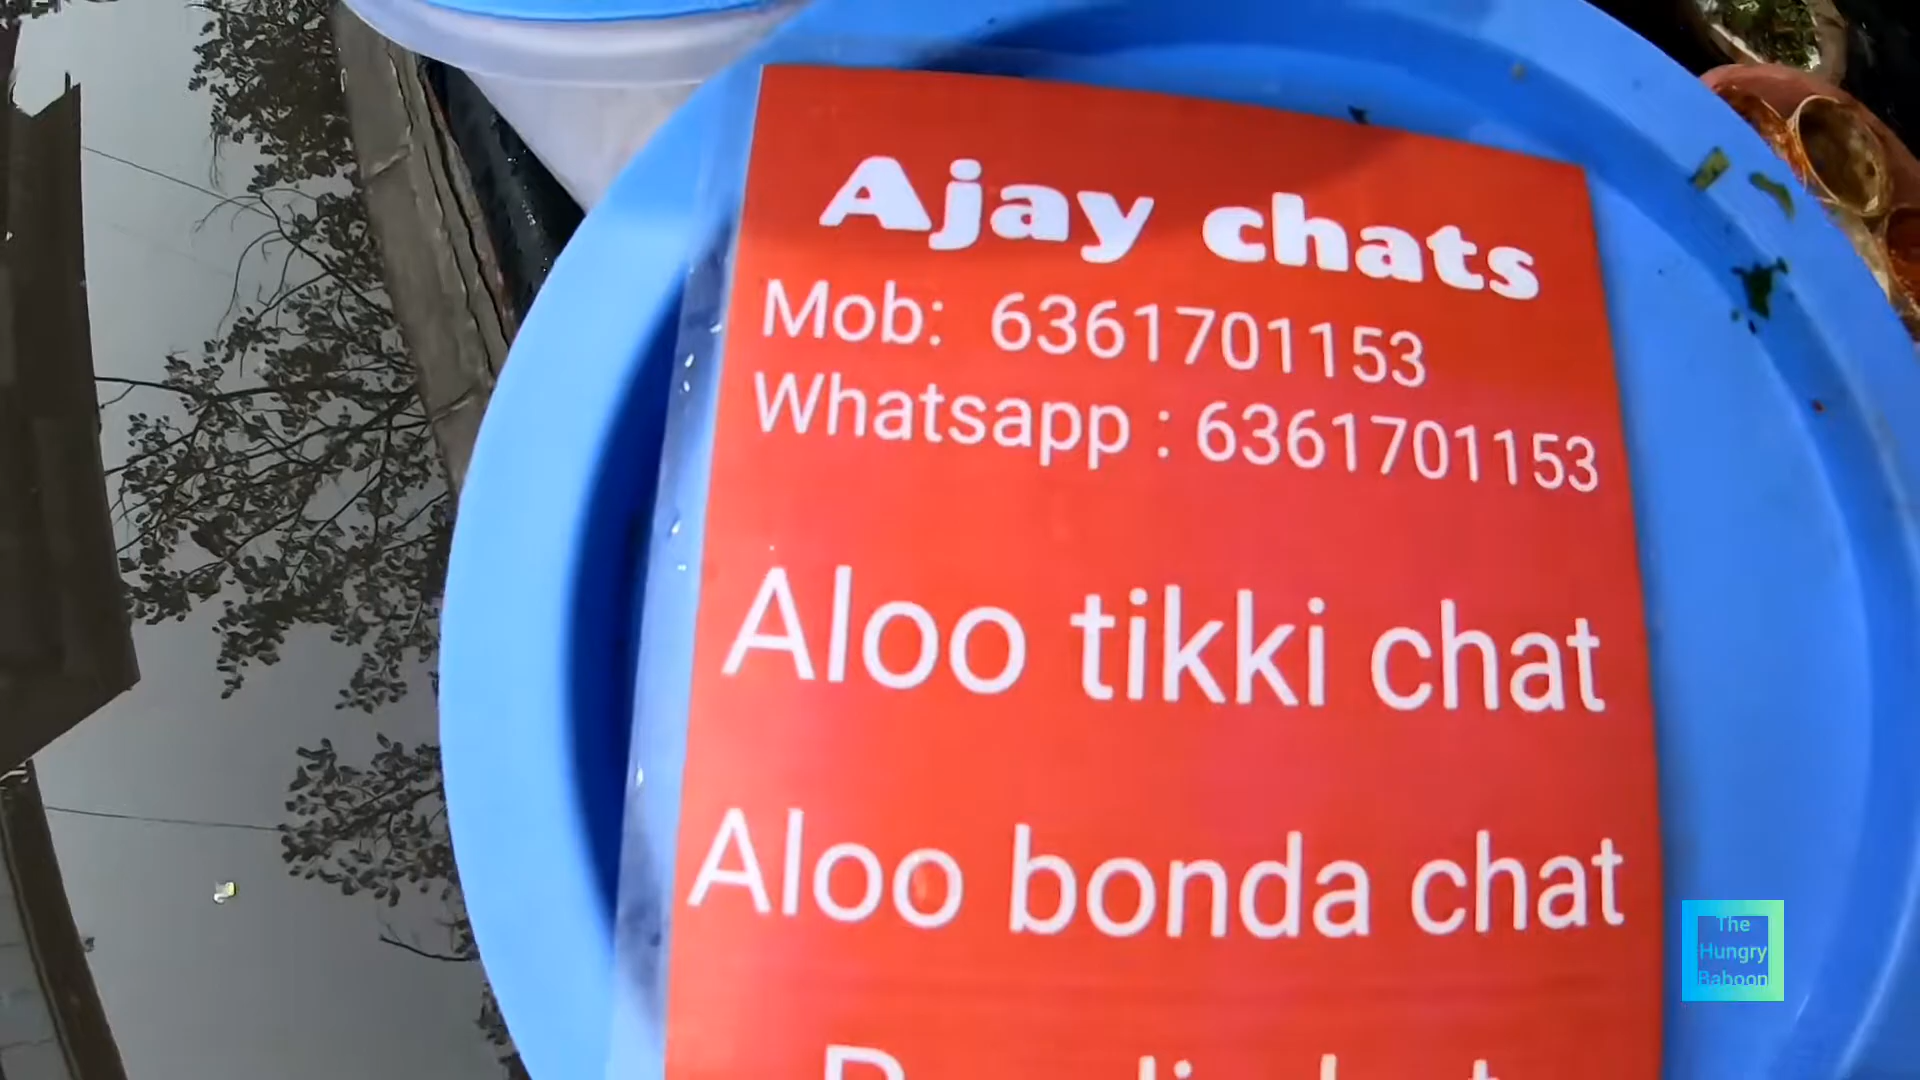 Ajay chats
Mob: 6361701153
Whatsapp : 6361701153
Aloo tikki chat
Aloo bonda chat
The
Hungry
Baboon